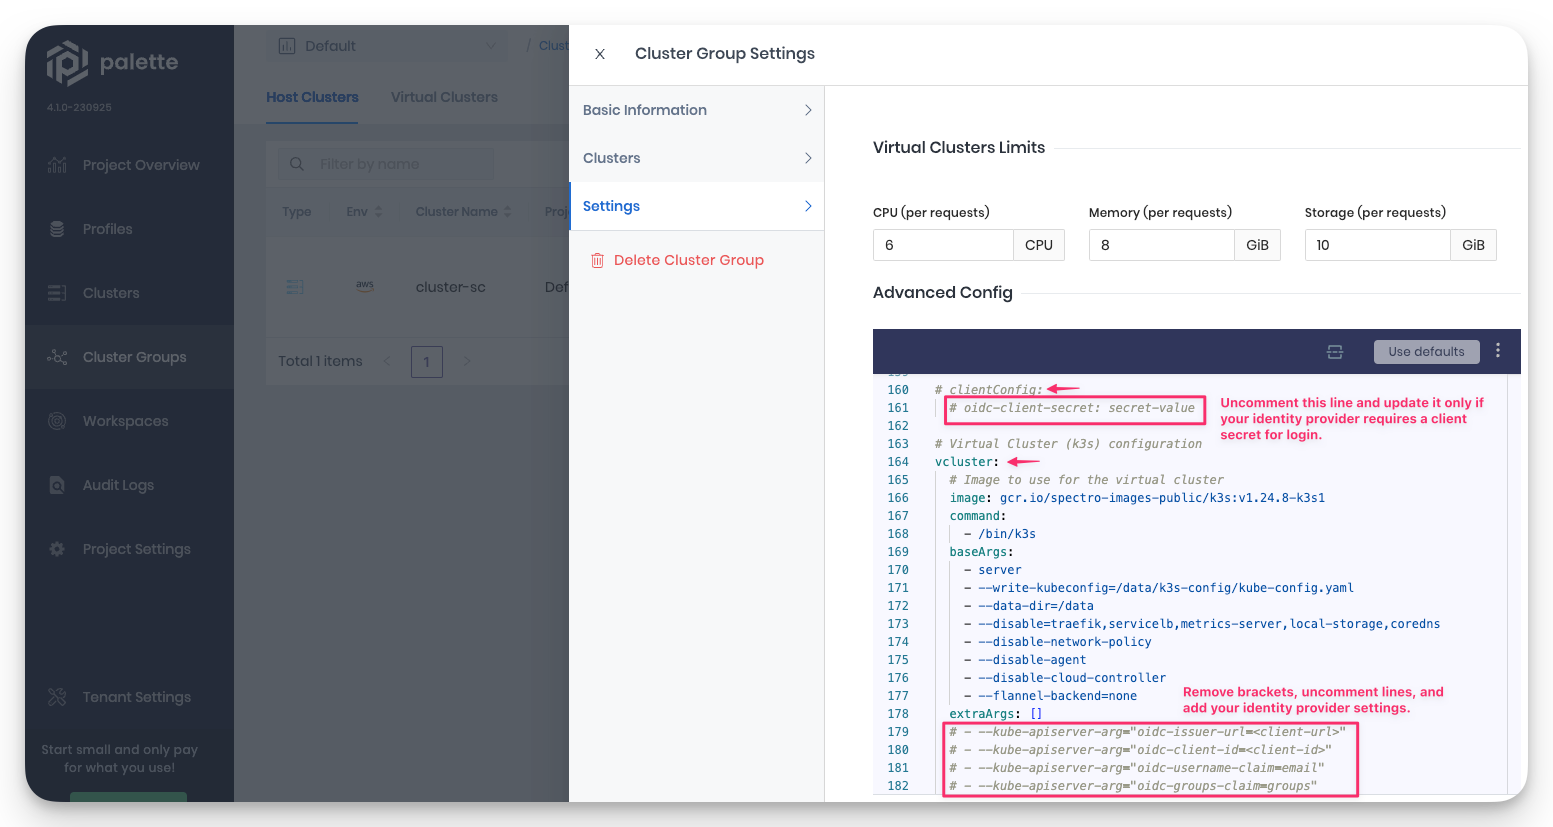 palette
4.1.0-230925
Project Overview
Profiles
Clusters
Cluster Groups
Workspaces
Audit Logs
Project Settings
Tenant Settings
Start small and only pay
for what you use!
Default
/ Clust
Host Clusters
Virtual Clusters
Filter by name
Type
Env
Cluster Name
Proj
aws
cluster-sc
Def
Total 1 items
1
X
Cluster Group Settings
Basic Information
Clusters
Settings
Delete Cluster Group
Virtual Clusters Limits
CPU (per requests)
Memory (per requests)
Storage (per requests)
6 CPU
8 GiB
10 GiB
Advanced Config
Use defaults
159
160 # clientConfig:
161 # oidc-client-secret: secret-value
Uncomment this line and update it only if
your identity provider requires a client
secret for login.
162
163 # Virtual Cluster (k3s) configuration
164 vcluster:
165 # Image to use for the virtual cluster
166 image: gcr.io/spectro-images-public/k3s:v1.24.8-k3s1
167 command:
168 - /bin/k3s
169 baseArgs:
170 - server
171 - --write-kubeconfig=/data/k3s-config/kube-config.yaml
172 - --data-dir=/data
173 - --disable=traefik,servicelb,metrics-server,local-storage,coredns
174 - --disable-network-policy
175 - --disable-agent
176 - --disable-cloud-controller
177 - --flannel-backend=none
Remove brackets, uncomment lines, and
add your identity provider settings.
178 extraArgs: []
179 # - --kube-apiserver-arg="oidc-issuer-url=<client-url>"
180 # - --kube-apiserver-arg="oidc-client-id=<client-id>"
181 # - --kube-apiserver-arg="oidc-username-claim=email"
182 # - --kube-apiserver-arg="oidc-groups-claim=groups"